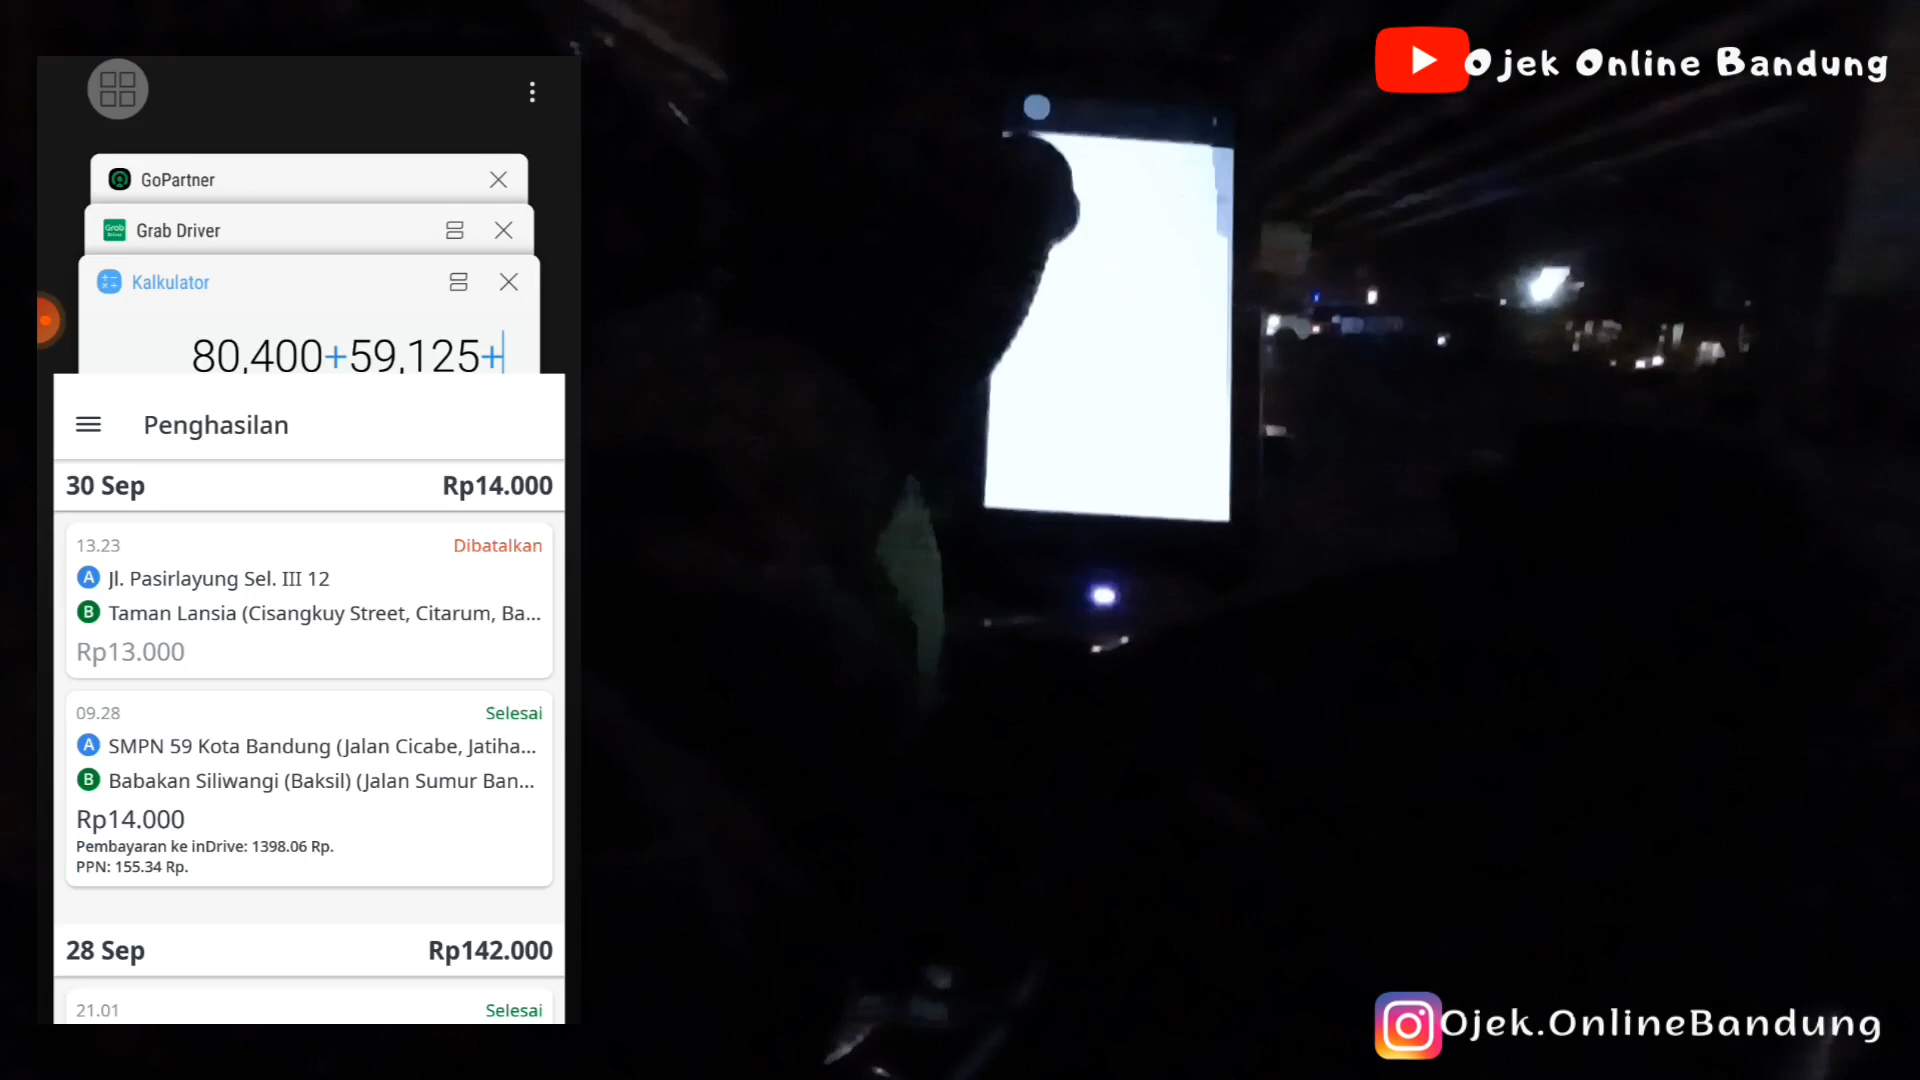 GoPartner
Grab Driver
Kalkulator
80,400+59,125+
Penghasilan
30 Sep Rp14.000
13.23 Dibatalkan
A Jl. Pasirlayung Sel. III 12
B Taman Lansia (Cisangkuy Street, Citarum, Ba...
Rp13.000
09.28 Selesai
A SMPN 59 Kota Bandung (Jalan Cicabe, Jatiha...
B Babakan Siliwangi (Baksil) (Jalan Sumur Ban...
Rp14.000
Pembayaran ke inDrive: 1398.06 Rp.
PPN: 155.34 Rp.
28 Sep Rp142.000
21.01 Selesai
Ojek Online Bandung
Ojek.OnlineBandung